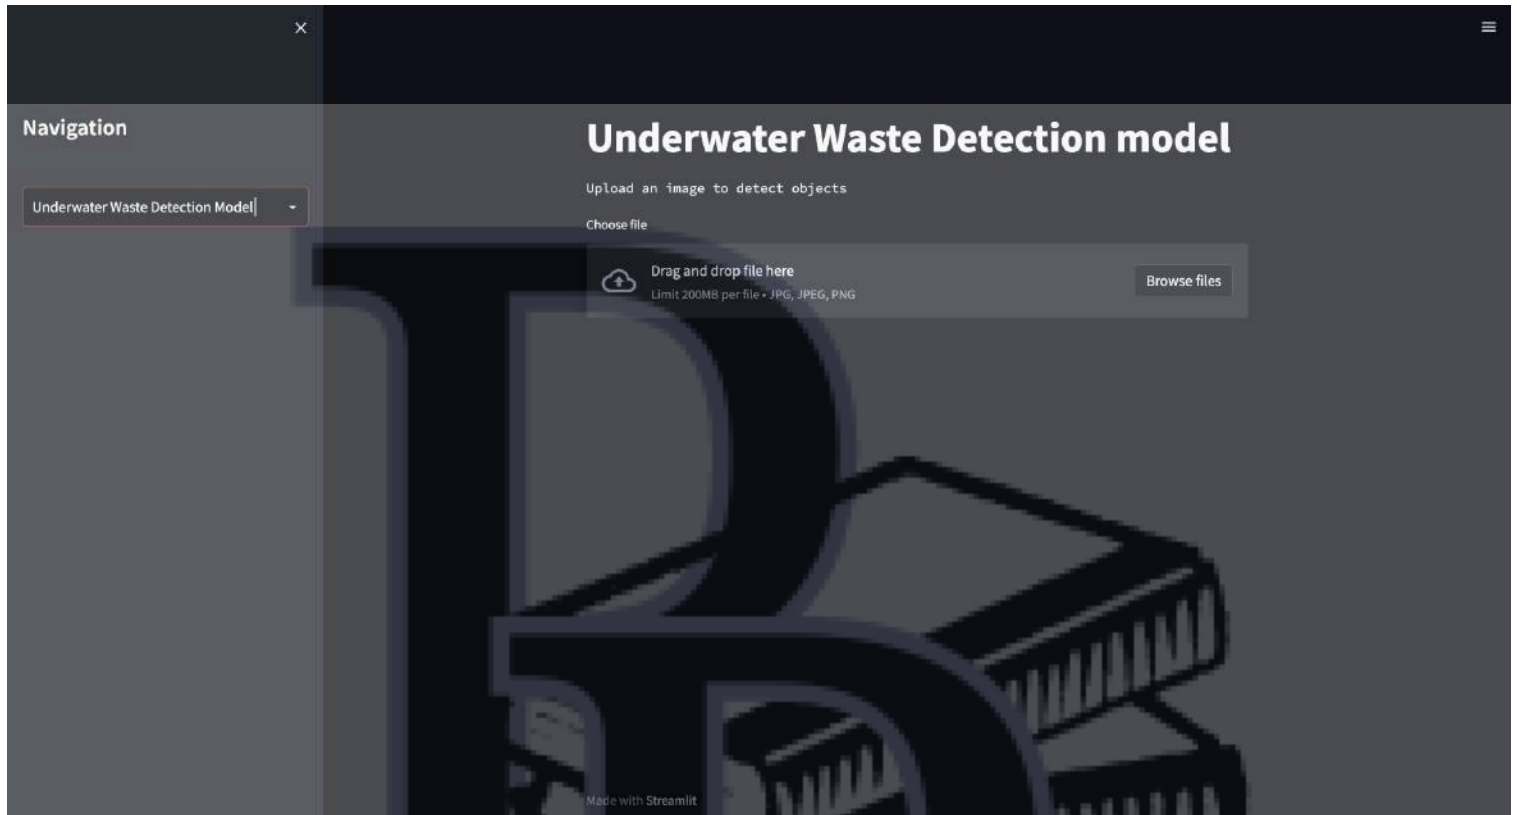 Navigation
Underwater Waste Detection Model
Underwater Waste Detection model
Upload an image to detect objects
Choose file
Drag and drop file here
Limit 200MB per file • JPG, JPEG, PNG
Browse files
Made with Streamlit